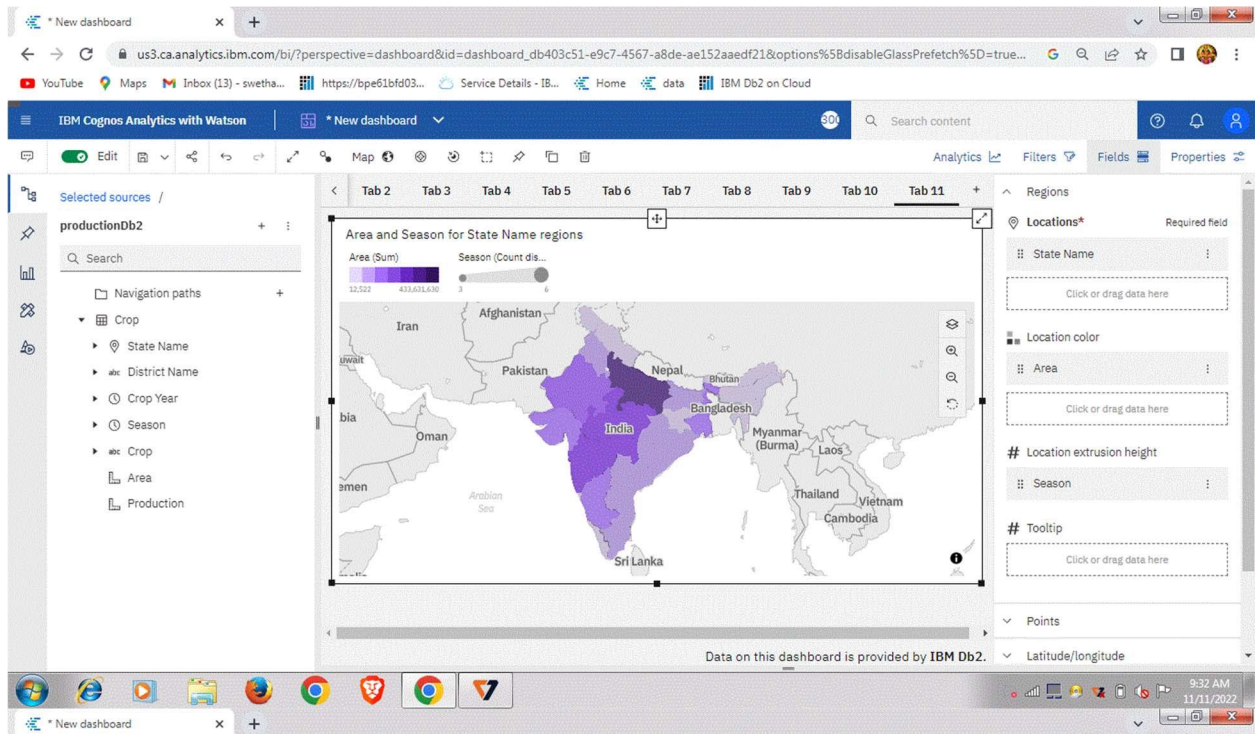 * New dashboard
us3.ca.analytics.ibm.com/bi/?perspective=dashboard&id=dashboard_db403c51-e9c7-4567-a8de-ae152aaedf21&options%5BdisableGlassPrefetch%5D=true...
YouTube Maps Inbox (13) - swetha... https://bpe61bfd03... Service Details - IB... Home data IBM Db2 on Cloud
IBM Cognos Analytics with Watson * New dashboard 300 Search content
Edit Map Analytics Filters Fields Properties
Selected sources /
productionDb2
Search
Navigation paths
Crop
State Name
District Name
Crop Year
Season
Crop
Area
Production
Tab 2 Tab 3 Tab 4 Tab 5 Tab 6 Tab 7 Tab 8 Tab 9 Tab 10 Tab 11
Area and Season for State Name regions
Area (Sum) Season (Count dis...
12,522 433,631,630 3 6
Iran
Afghanistan
uwait
Pakistan
Nepal
Bhutan
Bangladesh
bia
Oman
India
Myanmar
(Burma)
Laos
emen
Arabian
Sea
Thailand
Vietnam
Cambodia
Sri Lanka
Data on this dashboard is provided by IBM Db2.
Regions
Locations* Required field
State Name
Click or drag data here
Location color
Area
Click or drag data here
Location extrusion height
Season
Tooltip
Click or drag data here
Points
Latitude/longitude
9:32 AM
11/11/2022
* New dashboard